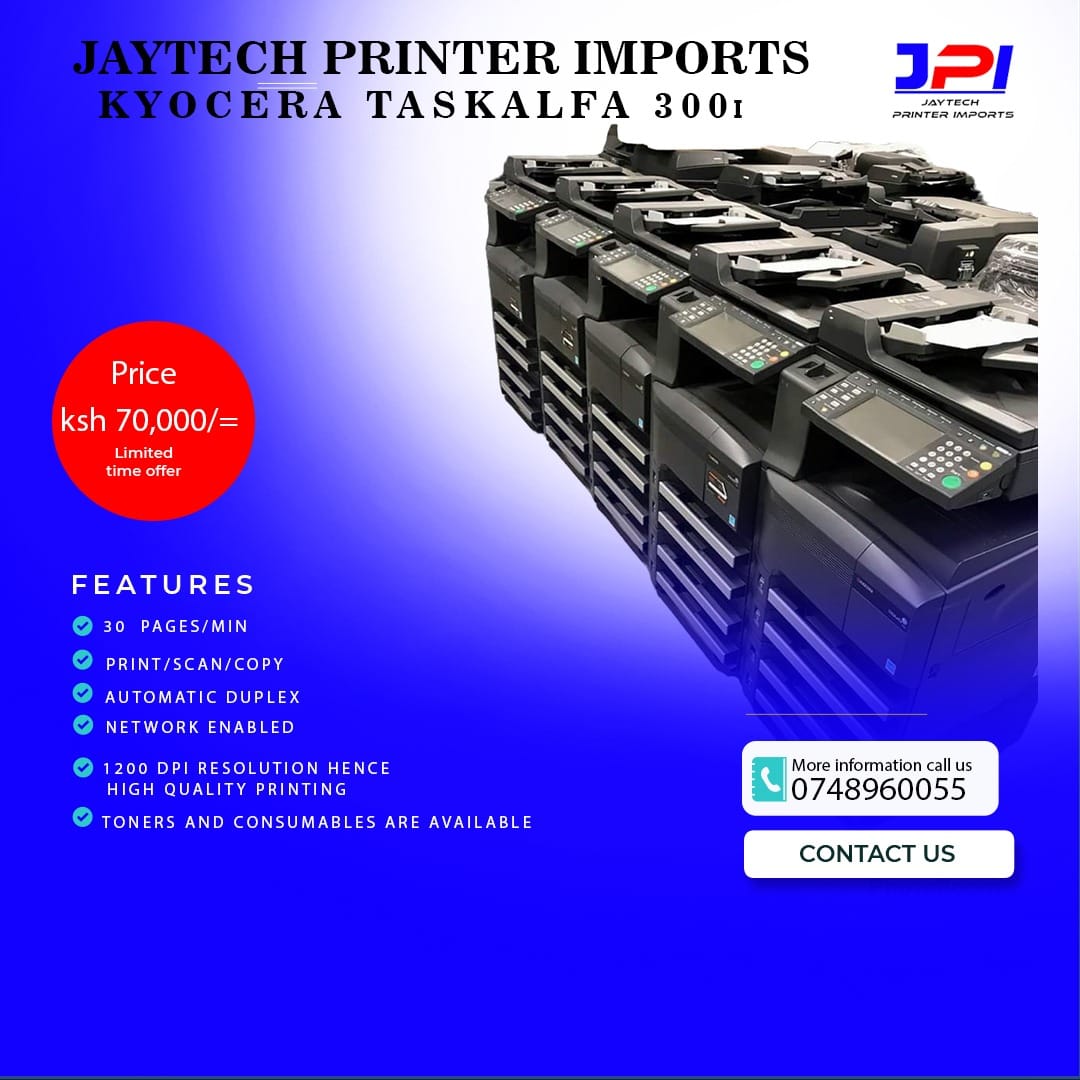 JAYTECH PRINTER IMPORTS
KYOCERA TASKALFA 300I
JPI
JAYTECH
PRINTER IMPORTS
Price
ksh 70,000/=
Limited
time offer
FEATURES
30 PAGES/MIN
PRINT/SCAN/COPY
AUTOMATIC DUPLEX
NETWORK ENABLED
1200 DPI RESOLUTION HENCE
HIGH QUALITY PRINTING
TONERS AND CONSUMABLES ARE AVAILABLE
More information call us
0748960055
CONTACT US